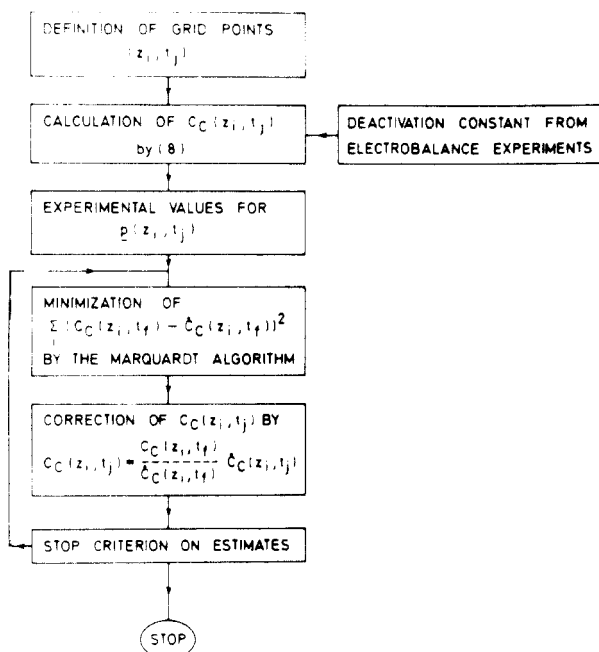 DEFINITION OF GRID POINTS
(z_i, t_j)
CALCULATION OF C_C(z_i, t_j)
by (8)
DEACTIVATION CONSTANT FROM
ELECTROBALANCE EXPERIMENTS
EXPERIMENTAL VALUES FOR
p(z_i, t_j)
MINIMIZATION OF
Σ_i (C_C(z_i, t_f) - Ĉ_C(z_i, t_f))²
BY THE MARQUARDT ALGORITHM
CORRECTION OF C_C(z_i, t_j) BY
C_C(z_i, t_j) = C_C(z_i, t_f) / Ĉ_C(z_i, t_f) Ĉ_C(z_i, t_j)
STOP CRITERION ON ESTIMATES
STOP